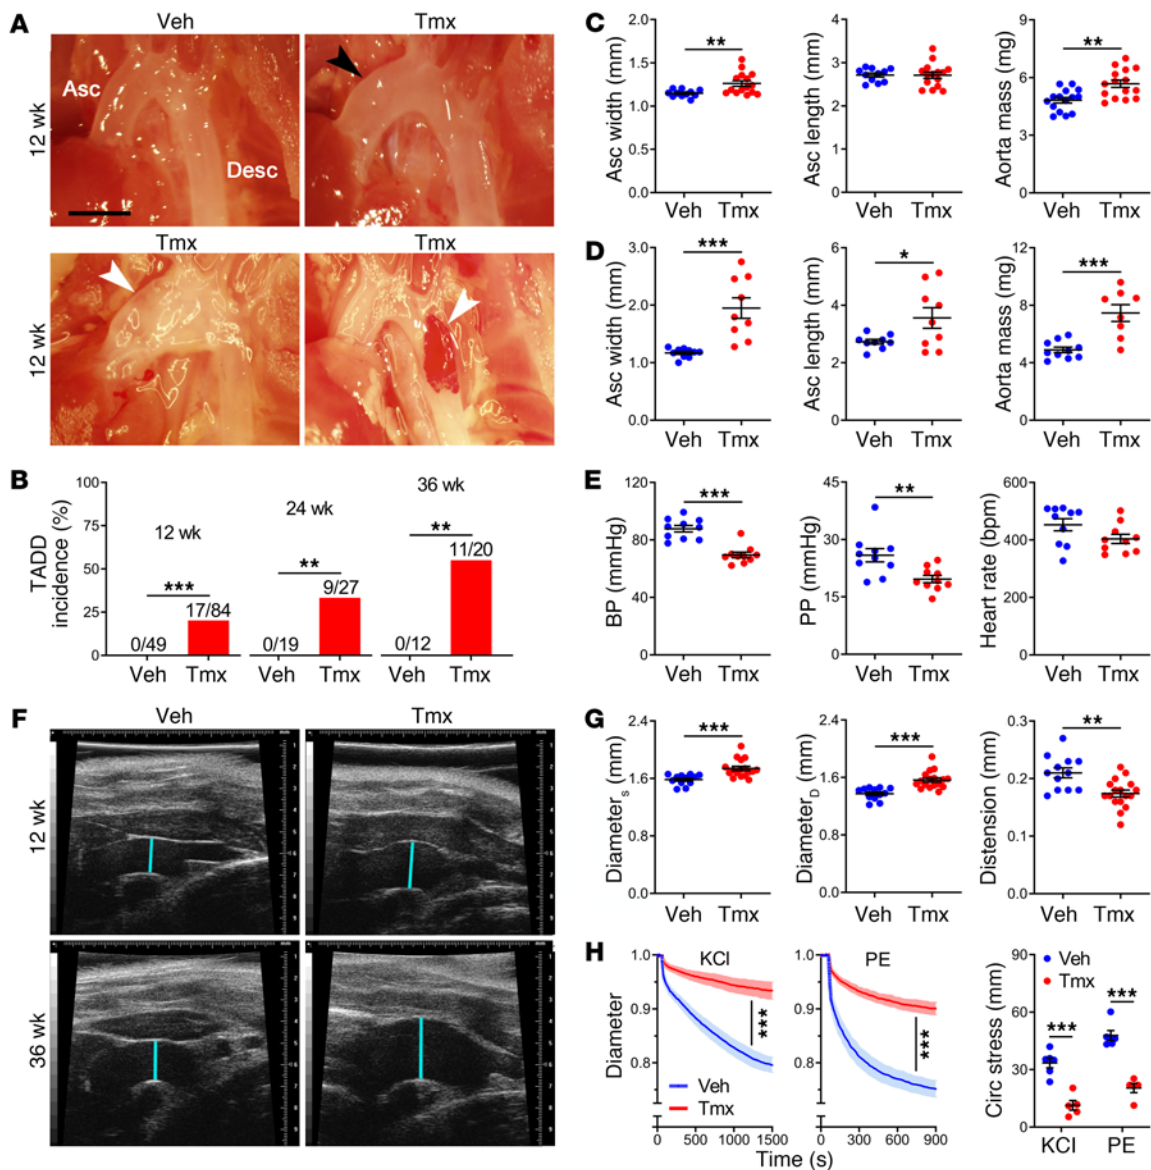 A
Veh
Tmx
Asc
Desc
12 wk
Tmx
Tmx
12 wk
B
TADD
incidence (%)
100
75
50
25
0
12 wk
24 wk
36 wk
***
**
**
0/49
17/84
0/19
9/27
0/12
11/20
Veh
Tmx
Veh
Tmx
Veh
Tmx
C
Asc width (mm)
2.0
1.5
1.0
0.5
0.0
**
Veh
Tmx
Asc length (mm)
4
3
2
1
0
Veh
Tmx
Aorta mass (mg)
9
6
3
0
**
Veh
Tmx
D
Asc width (mm)
3.0
2.0
1.0
0.0
***
Veh
Tmx
Asc length (mm)
6
4
2
0
*
Veh
Tmx
Aorta mass (mg)
12
8
4
0
***
Veh
Tmx
E
BP (mmHg)
120
80
40
0
***
Veh
Tmx
PP (mmHg)
45
30
15
0
**
Veh
Tmx
Heart rate (bpm)
600
400
200
0
Veh
Tmx
F
Veh
Tmx
12 wk
36 wk
G
Diameter s (mm)
2.4
1.6
0.8
0.0
***
Veh
Tmx
Diameter D (mm)
2.4
1.6
0.8
0.0
***
Veh
Tmx
Distension (mm)
0.3
0.2
0.1
0.0
**
Veh
Tmx
H
Diameter
1.0
0.9
0.8
KCl
***
Veh
Tmx
0
500
1000
1500
1.0
0.9
0.8
PE
***
0
300
600
900
Time (s)
Circ stress (mm)
90
60
30
0
Veh
Tmx
***
***
KCl
PE